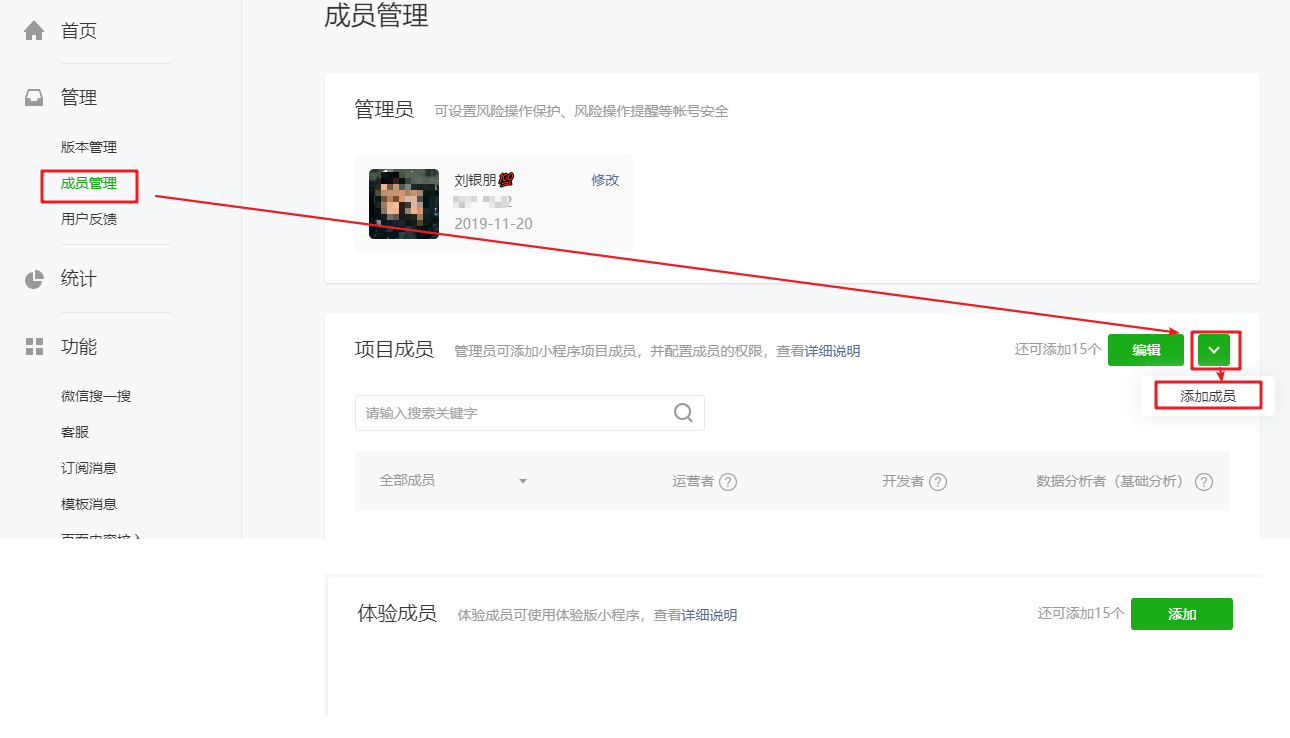 首页
管理
版本管理
成员管理
用户反馈
统计
功能
微信搜一搜
客服
订阅消息
模板消息
成员管理
管理员 可设置风险操作保护、风险操作提醒等帐号安全
刘银朋💯 修改
2019-11-20
项目成员 管理员可添加小程序项目成员，并配置成员的权限，查看详细说明 还可添加15个 编辑
添加成员
请输入搜索关键字
全部成员 运营者 ? 开发者 ? 数据分析者（基础分析） ?
体验成员 体验成员可使用体验版小程序，查看详细说明 还可添加15个 添加